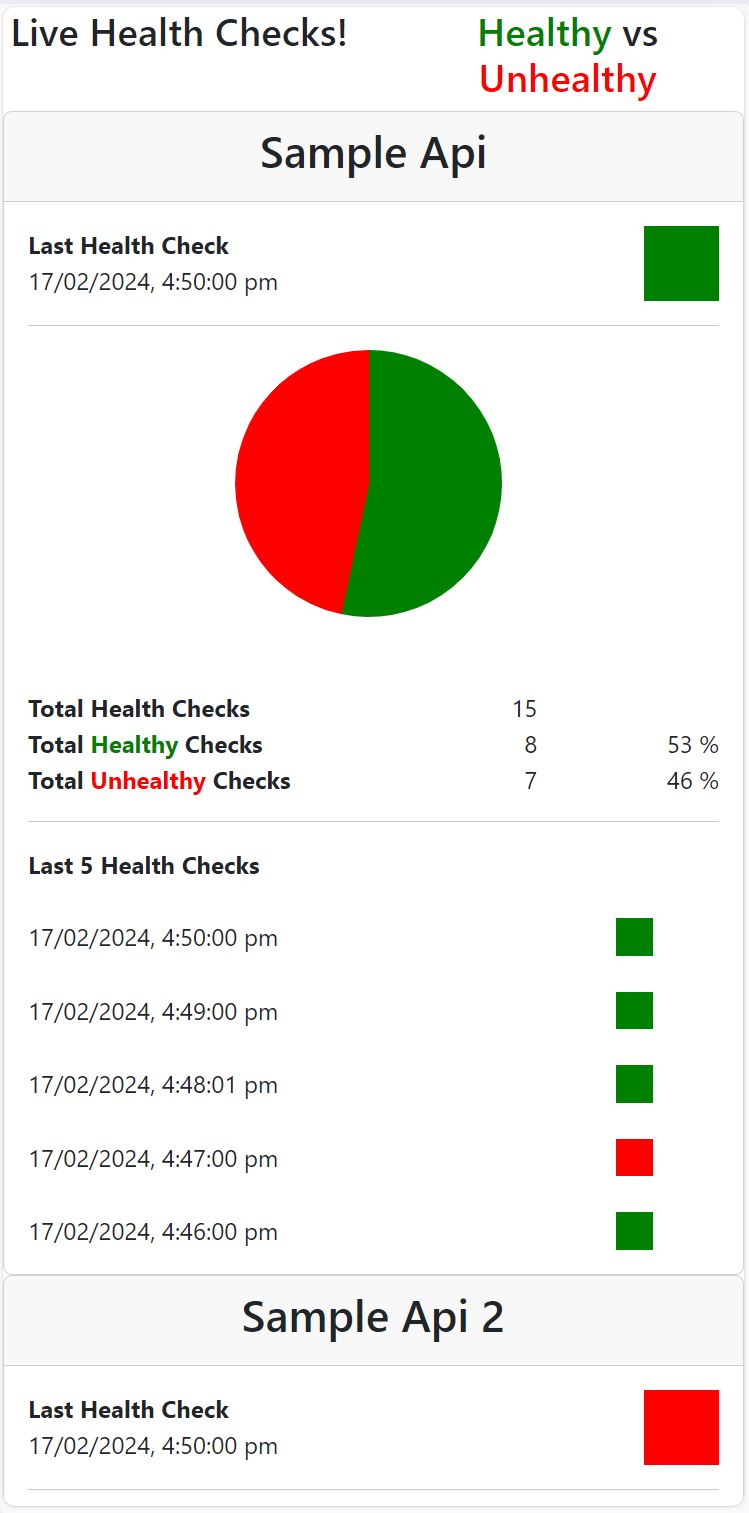 Live Health Checks!
Healthy vs
Unhealthy
Sample Api
Last Health Check
17/02/2024, 4:50:00 pm
Total Health Checks 15
Total Healthy Checks 8 53 %
Total Unhealthy Checks 7 46 %
Last 5 Health Checks
17/02/2024, 4:50:00 pm
17/02/2024, 4:49:00 pm
17/02/2024, 4:48:01 pm
17/02/2024, 4:47:00 pm
17/02/2024, 4:46:00 pm
Sample Api 2
Last Health Check
17/02/2024, 4:50:00 pm